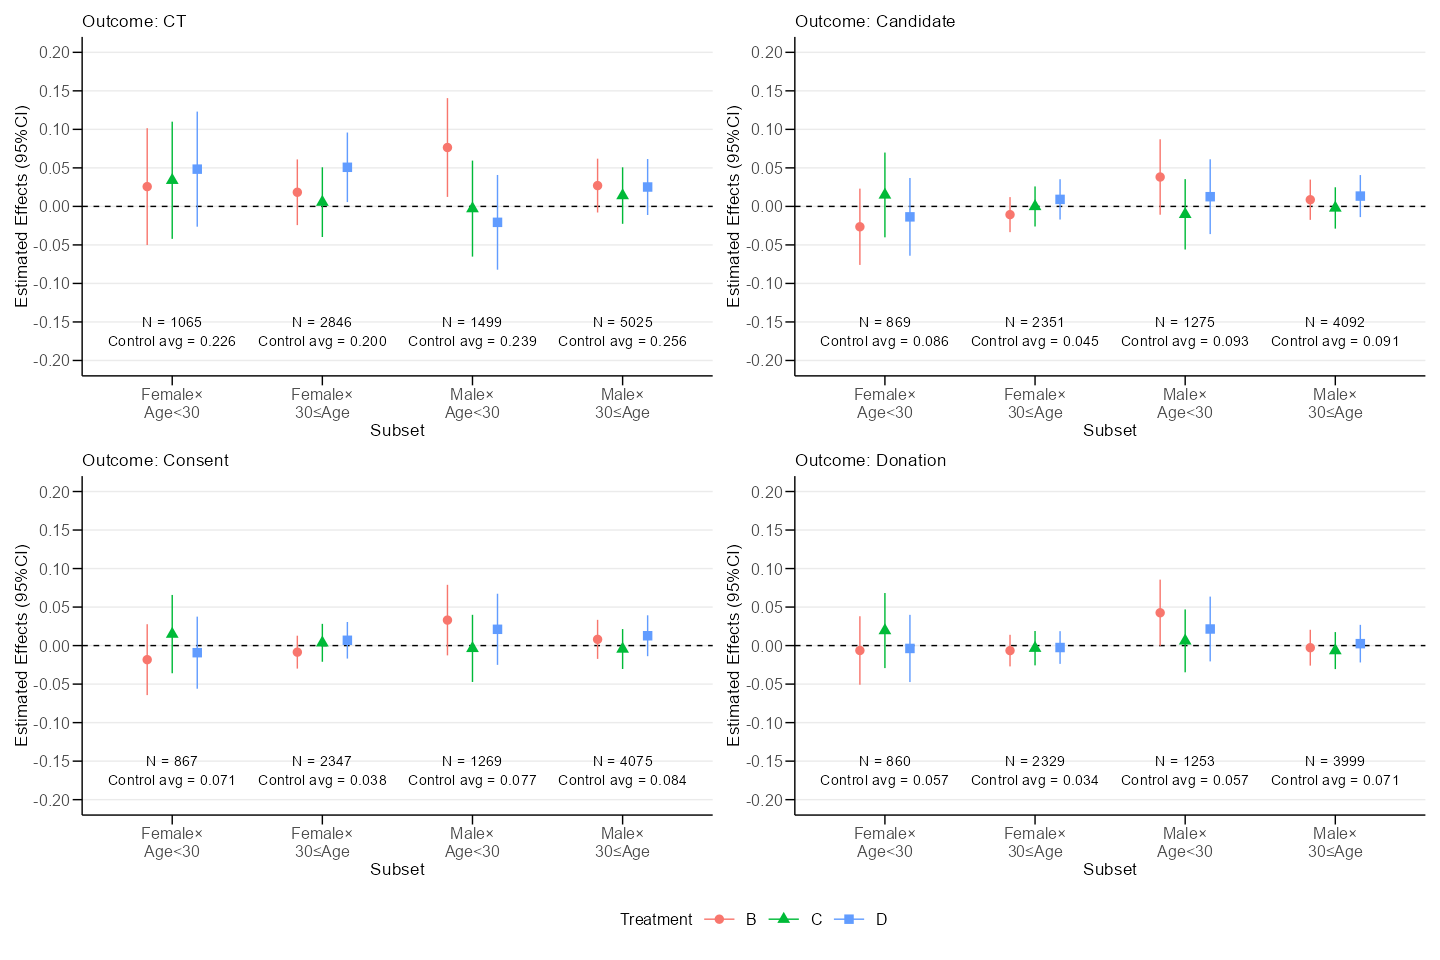 Outcome: CT
Estimated Effects (95%CI)
0.20
0.15
0.10
0.05
0.00
-0.05
-0.10
-0.15
-0.20
N = 1065
Control avg = 0.226
N = 2846
Control avg = 0.200
N = 1499
Control avg = 0.239
N = 5025
Control avg = 0.256
Female×
Age<30
Female×
30≤Age
Male×
Age<30
Male×
30≤Age
Subset
Outcome: Candidate
Estimated Effects (95%CI)
0.20
0.15
0.10
0.05
0.00
-0.05
-0.10
-0.15
-0.20
N = 869
Control avg = 0.086
N = 2351
Control avg = 0.045
N = 1275
Control avg = 0.093
N = 4092
Control avg = 0.091
Female×
Age<30
Female×
30≤Age
Male×
Age<30
Male×
30≤Age
Subset
Outcome: Consent
Estimated Effects (95%CI)
0.20
0.15
0.10
0.05
0.00
-0.05
-0.10
-0.15
-0.20
N = 867
Control avg = 0.071
N = 2347
Control avg = 0.038
N = 1269
Control avg = 0.077
N = 4075
Control avg = 0.084
Female×
Age<30
Female×
30≤Age
Male×
Age<30
Male×
30≤Age
Subset
Outcome: Donation
Estimated Effects (95%CI)
0.20
0.15
0.10
0.05
0.00
-0.05
-0.10
-0.15
-0.20
N = 860
Control avg = 0.057
N = 2329
Control avg = 0.034
N = 1253
Control avg = 0.057
N = 3999
Control avg = 0.071
Female×
Age<30
Female×
30≤Age
Male×
Age<30
Male×
30≤Age
Subset
Treatment B C D